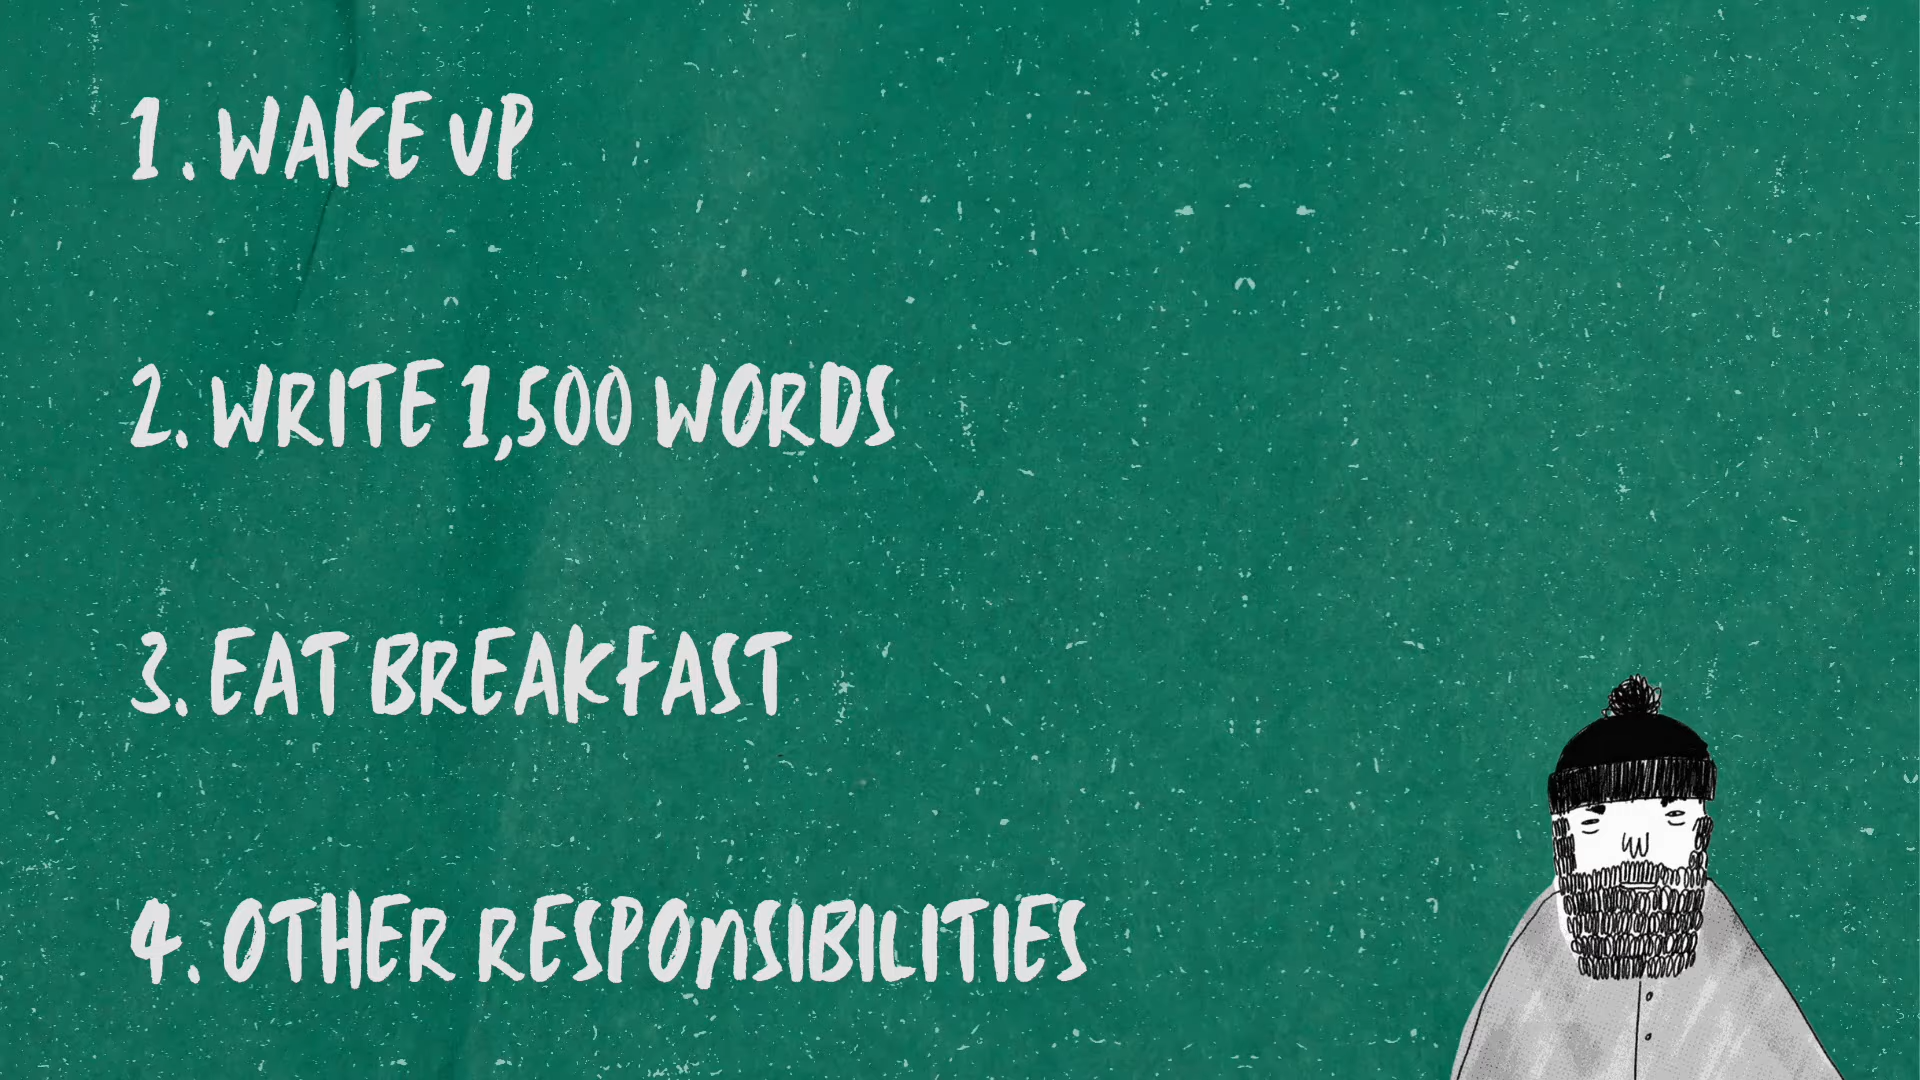 1. WAKE UP
2. WRITE 1,500 WORDS
3. EAT BREAKFAST
4. OTHER RESPONSIBILITIES